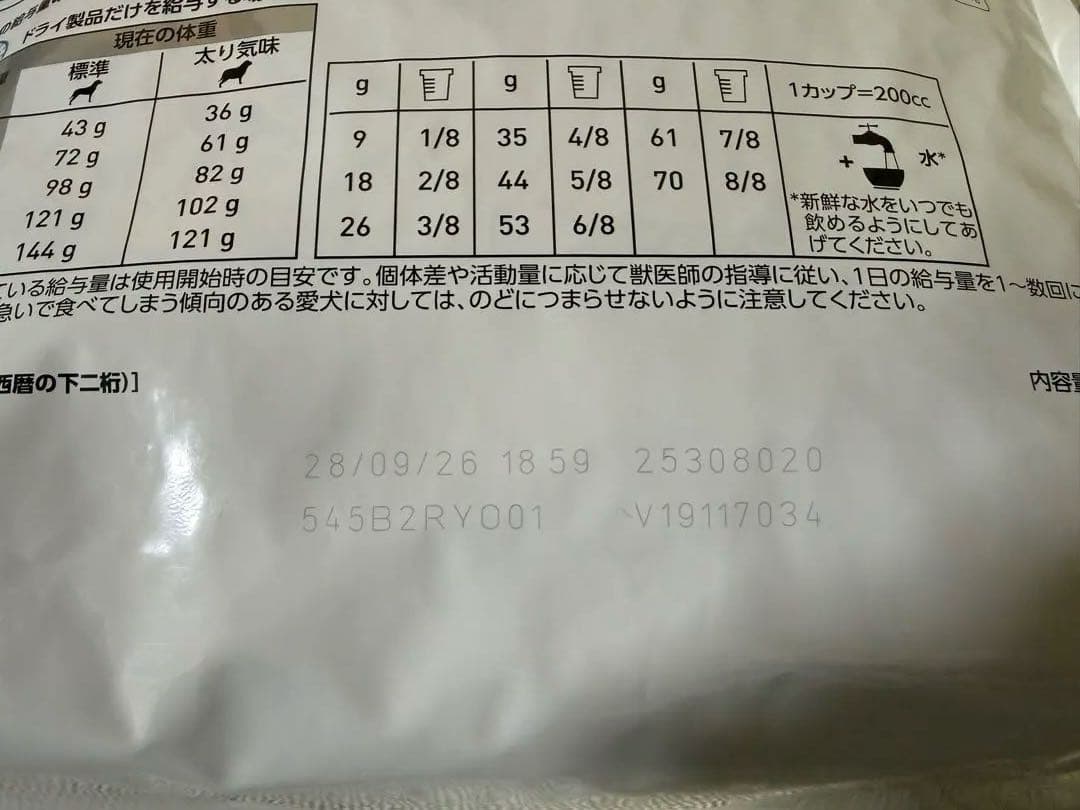 ドライ製品だけを給与する
現在の体重
標準 太り気味
43 g 36 g
72 g 61 g
98 g 82 g
121 g 102 g
144 g 121 g
g g g 1カップ=200cc
9 1/8 35 4/8 61 7/8
18 2/8 44 5/8 70 8/8
26 3/8 53 6/8
+ 水*
*新鮮な水をいつでも
飲めるようにしてあ
げてください。
ている給与量は使用開始時の目安です。個体差や活動量に応じて獣医師の指導に従い、1日の給与量を1～数回に
急いで食べてしまう傾向のある愛犬に対しては、のどにつまらせないように注意してください。
西暦の下二桁)]
内容量
28/09/26 18 59 25308020
545B2RYO01 V19117034